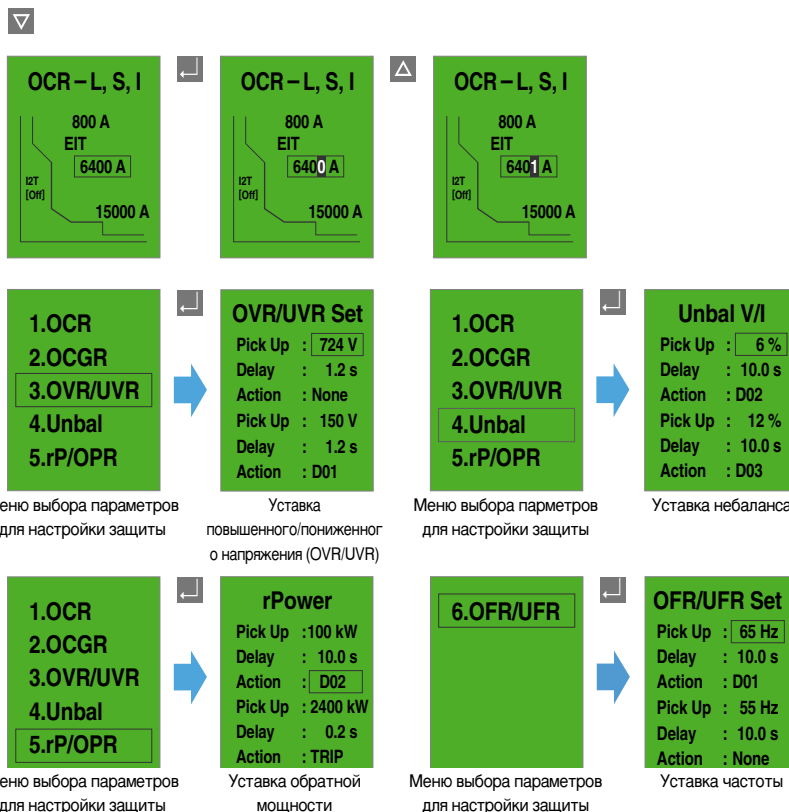 OCR – L, S, I
800 A
EIT
6400 A
I2T
[Off]
15000 A
OCR – L, S, I
800 A
EIT
6400 A
I2T
[Off]
15000 A
OCR – L, S, I
800 A
EIT
6401 A
I2T
[Off]
15000 A
1.OCR
2.OCGR
3.OVR/UVR
4.Unbal
5.rP/OPR
еню выбора параметров
для настройки защиты
OVR/UVR Set
Pick Up : 724 V
Delay : 1.2 s
Action : None
Pick Up : 150 V
Delay : 1.2 s
Action : D01
Уставка
повышенного/пониженног
о напряжения (OVR/UVR)
1.OCR
2.OCGR
3.OVR/UVR
4.Unbal
5.rP/OPR
Меню выбора парметров
для настройки защиты
Unbal V/I
Pick Up : 6 %
Delay : 10.0 s
Action : D02
Pick Up : 12 %
Delay : 10.0 s
Action : D03
Уставка небаланса
1.OCR
2.OCGR
3.OVR/UVR
4.Unbal
5.rP/OPR
еню выбора параметров
для настройки защиты
rPower
Pick Up :100 kW
Delay : 10.0 s
Action : D02
Pick Up : 2400 kW
Delay : 0.2 s
Action : TRIP
Уставка обратной
мощности
6.OFR/UFR
Меню выбора параметров
для настройки защиты
OFR/UFR Set
Pick Up : 65 Hz
Delay : 10.0 s
Action : D01
Pick Up : 55 Hz
Delay : 10.0 s
Action : None
Уставка частоты